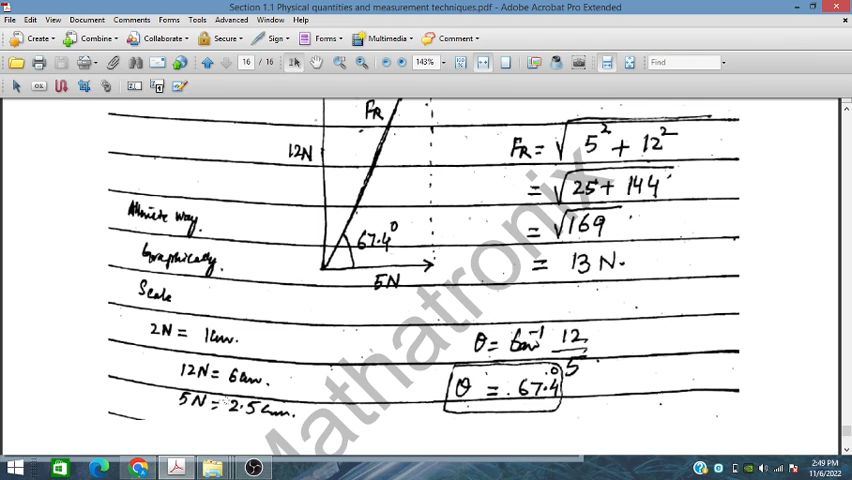 Section 1.1 Physical quantities and measurement techniques.pdf - Adobe Acrobat Pro Extended
File Edit View Document Comments Forms Tools Advanced Window Help
Create Combine Collaborate Secure Sign Forms Multimedia Comment
16 / 16 143% Find
FR
12N
67.4°
5N
FR = √5² + 12²
= √25 + 144
= √169
= 13 N.
Graphically.
Scale
2N = 1cm.
12N = 6cm.
5N = 2.5cm.
θ = tan⁻¹ 12/5
θ = 67.4°
Mathatronix
2:49 PM
11/6/2022